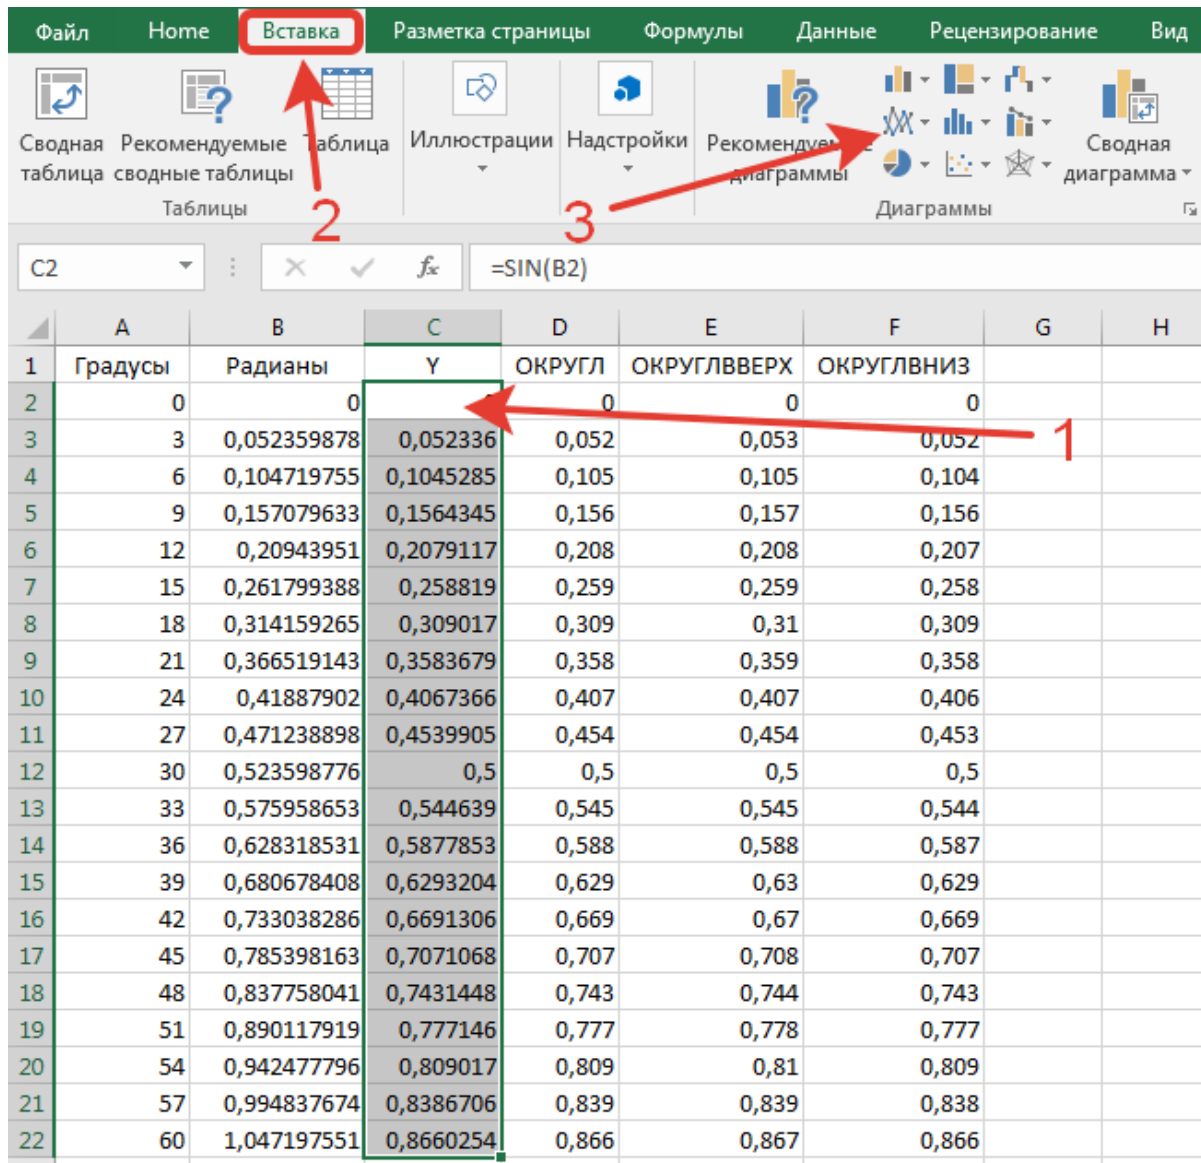 Файл Home Вставка Разметка страницы Формулы Данные Рецензирование Вид
Сводная таблица Рекомендуемые сводные таблицы Таблица Иллюстрации Надстройки Рекомендуемые диаграммы Сводная диаграмма
Таблицы Диаграммы
2 3
C2 fx =SIN(B2)
A B C D E F G H
1 Градусы Радианы Y ОКРУГЛ ОКРУГЛВВЕРХ ОКРУГЛВНИЗ
2 0 0 0 0 0
3 3 0,052359878 0,052336 0,052 0,053 0,052 1
4 6 0,104719755 0,1045285 0,105 0,105 0,104
5 9 0,157079633 0,1564345 0,156 0,157 0,156
6 12 0,20943951 0,2079117 0,208 0,208 0,207
7 15 0,261799388 0,258819 0,259 0,259 0,258
8 18 0,314159265 0,309017 0,309 0,31 0,309
9 21 0,366519143 0,3583679 0,358 0,359 0,358
10 24 0,41887902 0,4067366 0,407 0,407 0,406
11 27 0,471238898 0,4539905 0,454 0,454 0,453
12 30 0,523598776 0,5 0,5 0,5 0,5
13 33 0,575958653 0,544639 0,545 0,545 0,544
14 36 0,628318531 0,5877853 0,588 0,588 0,587
15 39 0,680678408 0,6293204 0,629 0,63 0,629
16 42 0,733038286 0,6691306 0,669 0,67 0,669
17 45 0,785398163 0,7071068 0,707 0,708 0,707
18 48 0,837758041 0,7431448 0,743 0,744 0,743
19 51 0,890117919 0,777146 0,777 0,778 0,777
20 54 0,942477796 0,809017 0,809 0,81 0,809
21 57 0,994837674 0,8386706 0,839 0,839 0,838
22 60 1,047197551 0,8660254 0,866 0,867 0,866